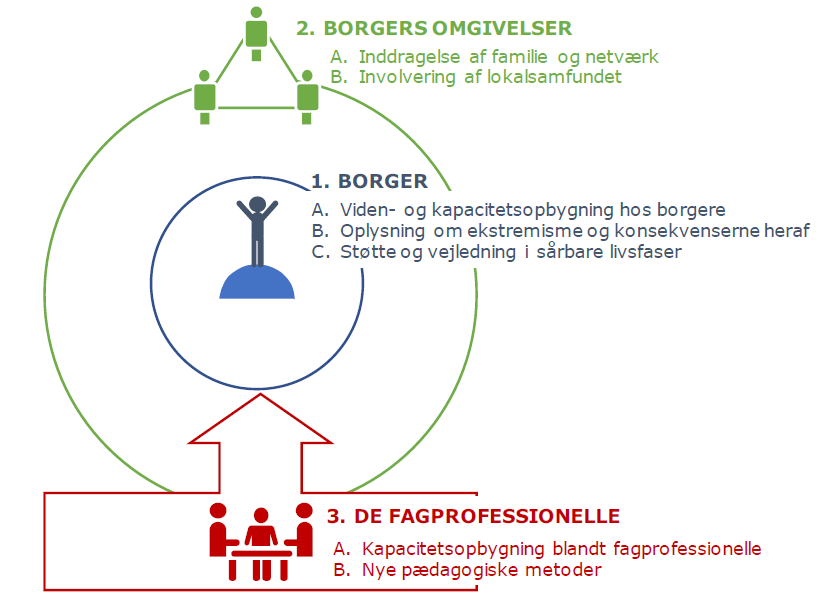 2. BORGERS OMGIVELSER
A. Inddragelse af familie og netværk
B. Involvering af lokalsamfundet
1. BORGER
A. Viden- og kapacitetsopbygning hos borgere
B. Oplysning om ekstremisme og konsekvenserne heraf
C. Støtte og vejledning i sårbare livsfaser
3. DE FAGPROFESSIONELLE
A. Kapacitetsopbygning blandt fagprofessionelle
B. Nye pædagogiske metoder